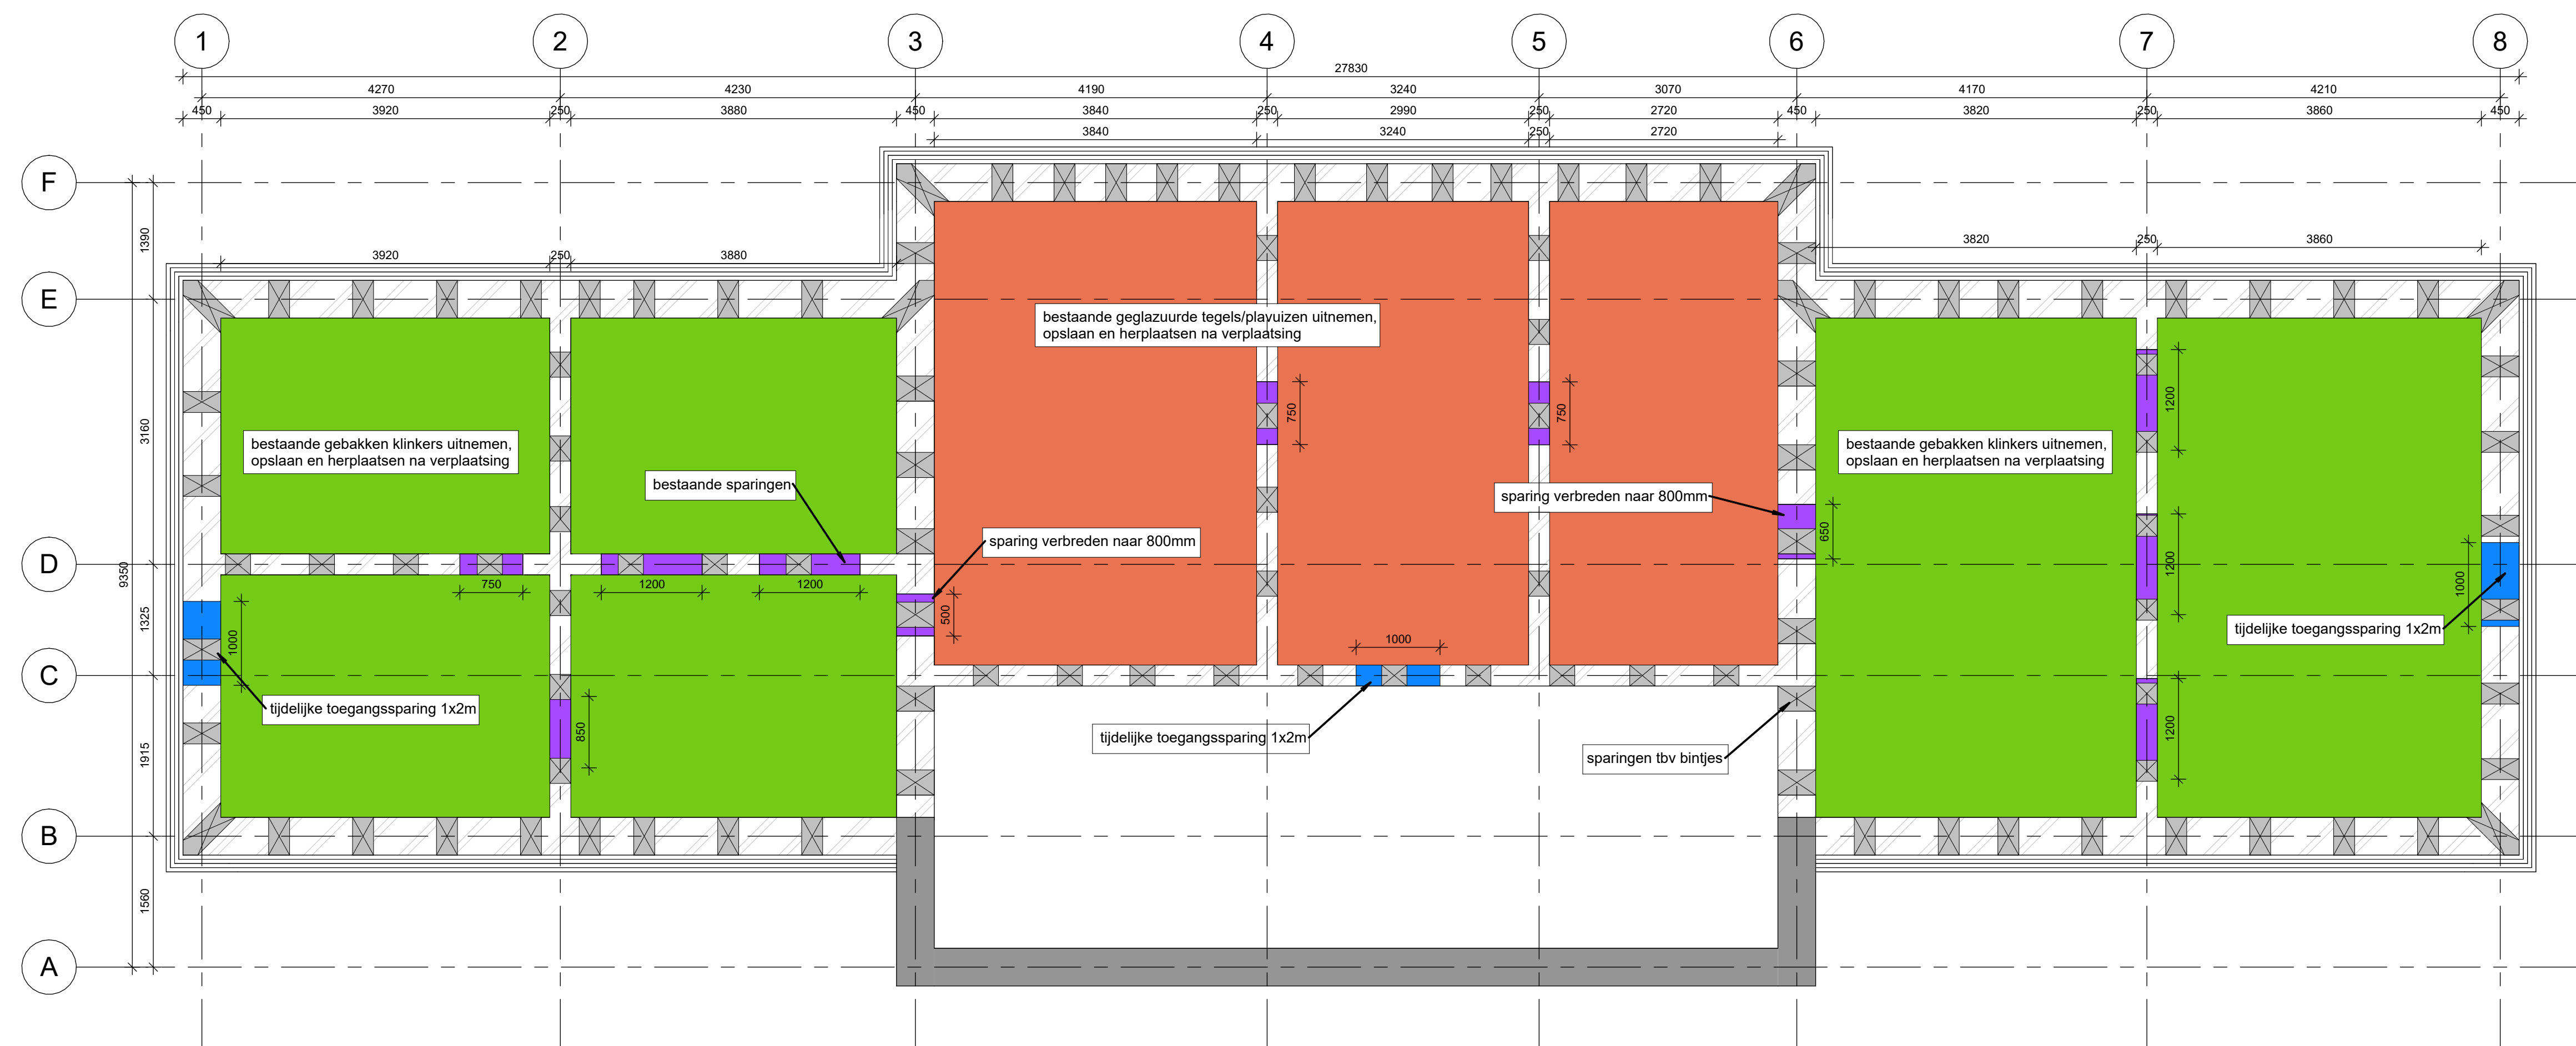 1 2 3 4 5 6 7 8
27830
4270 4230 4190 3240 3070 4170 4210
450 3920 250 3880 450 3840 250 2990 250 2720 450 3820 250 3860 450
3840 3240 250 2720
F
1390
3920 250 3880
3820 250 3860
E
bestaande geglazuurde tegels/plavuizen uitnemen,
opslaan en herplaatsen na verplaatsing
3160
750
750
1200
bestaande gebakken klinkers uitnemen,
opslaan en herplaatsen na verplaatsing
bestaande gebakken klinkers uitnemen,
opslaan en herplaatsen na verplaatsing
bestaande sparingen
sparing verbreden naar 800mm
650
sparing verbreden naar 800mm
D
9350
750 1200 1200
1200
1000
1325
1000
500
tijdelijke toegangssparing 1x2m
1000
C
tijdelijke toegangssparing 1x2m
850
1200
tijdelijke toegangssparing 1x2m
sparingen tbv bintjes
1915
B
1560
A